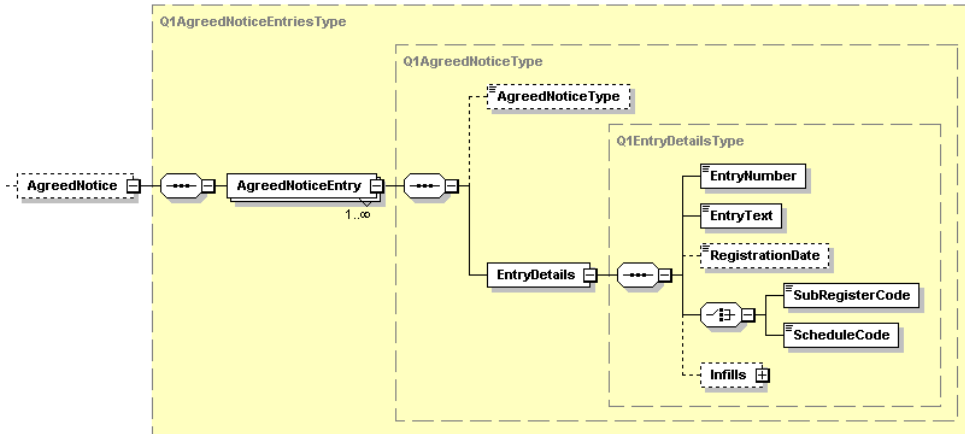 Q1AgreedNoticeEntriesType
Q1AgreedNoticeType
AgreedNoticeType
Q1EntryDetailsType
EntryNumber
AgreedNotice
AgreedNoticeEntry
1..∞
EntryText
RegistrationDate
EntryDetails
SubRegisterCode
ScheduleCode
Infills